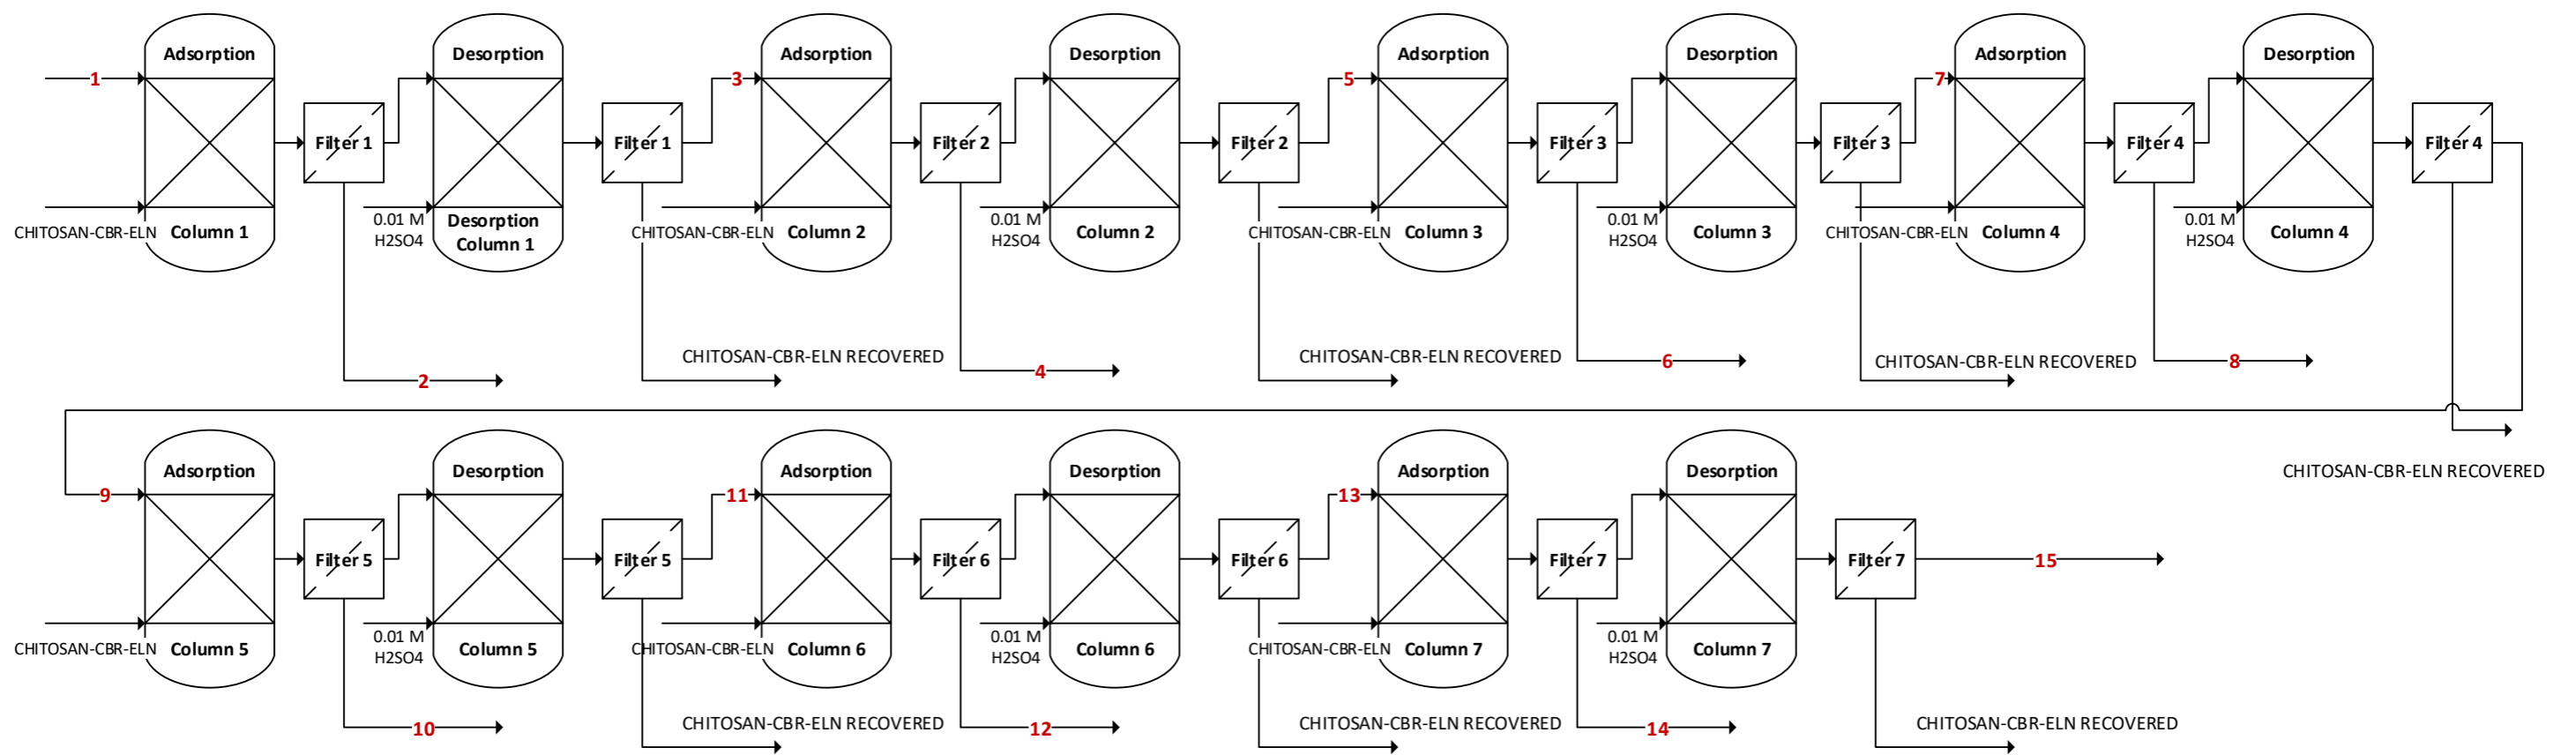 Adsorption
Desorption
Adsorption
Desorption
Adsorption
Desorption
Adsorption
Desorption
1
3
5
7
Filter 1
Filter 1
Filter 2
Filter 2
Filter 3
Filter 3
Filter 4
Filter 4
CHITOSAN-CBR-ELN
Column 1
0.01 M
H2SO4
Desorption
Column 1
CHITOSAN-CBR-ELN
Column 2
0.01 M
H2SO4
Column 2
CHITOSAN-CBR-ELN
Column 3
0.01 M
H2SO4
Column 3
CHITOSAN-CBR-ELN
Column 4
0.01 M
H2SO4
Column 4
2
CHITOSAN-CBR-ELN RECOVERED
4
CHITOSAN-CBR-ELN RECOVERED
6
CHITOSAN-CBR-ELN RECOVERED
8
CHITOSAN-CBR-ELN RECOVERED
Adsorption
Desorption
Adsorption
Desorption
Adsorption
Desorption
9
11
13
Filter 5
Filter 5
Filter 6
Filter 6
Filter 7
Filter 7
15
CHITOSAN-CBR-ELN
Column 5
0.01 M
H2SO4
Column 5
CHITOSAN-CBR-ELN
Column 6
0.01 M
H2SO4
Column 6
CHITOSAN-CBR-ELN
Column 7
0.01 M
H2SO4
Column 7
10
CHITOSAN-CBR-ELN RECOVERED
12
CHITOSAN-CBR-ELN RECOVERED
14
CHITOSAN-CBR-ELN RECOVERED